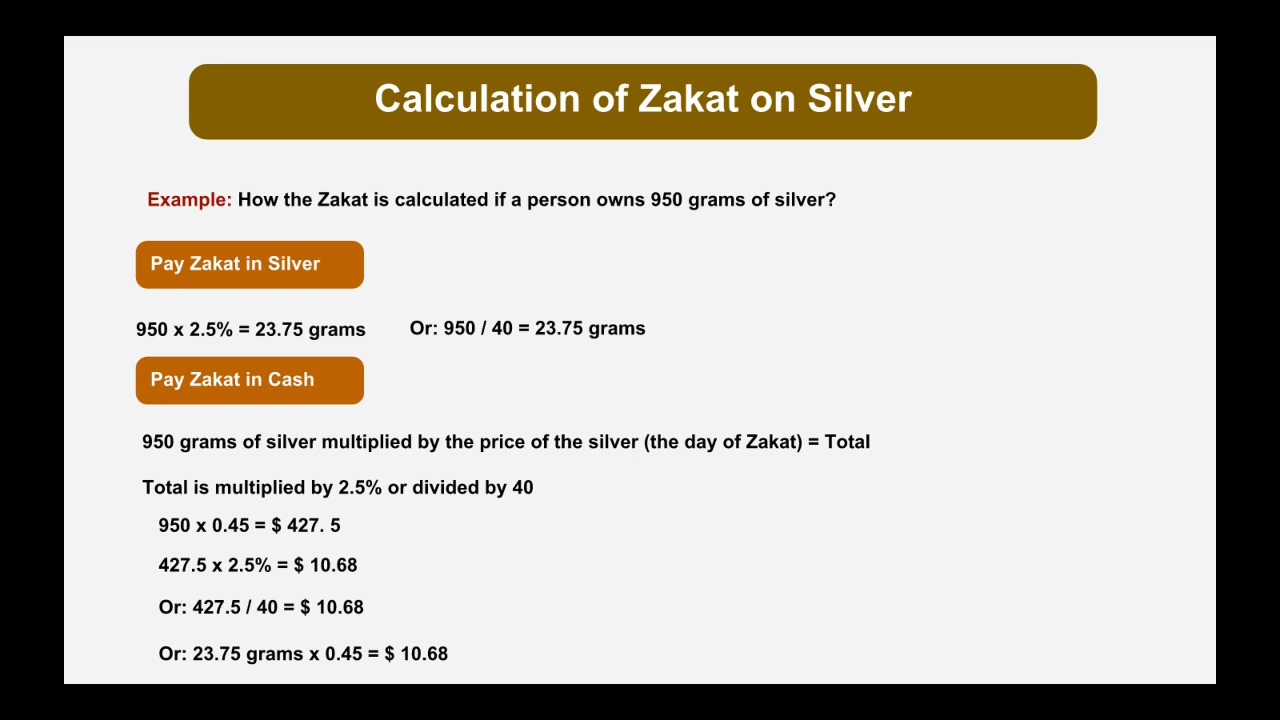 Calculation of Zakat on Silver
Example: How the Zakat is calculated if a person owns 950 grams of silver?
Pay Zakat in Silver
950 x 2.5% = 23.75 grams
Or: 950 / 40 = 23.75 grams
Pay Zakat in Cash
950 grams of silver multiplied by the price of the silver (the day of Zakat) = Total
Total is multiplied by 2.5% or divided by 40
950 x 0.45 = $ 427. 5
427.5 x 2.5% = $ 10.68
Or: 427.5 / 40 = $ 10.68
Or: 23.75 grams x 0.45 = $ 10.68